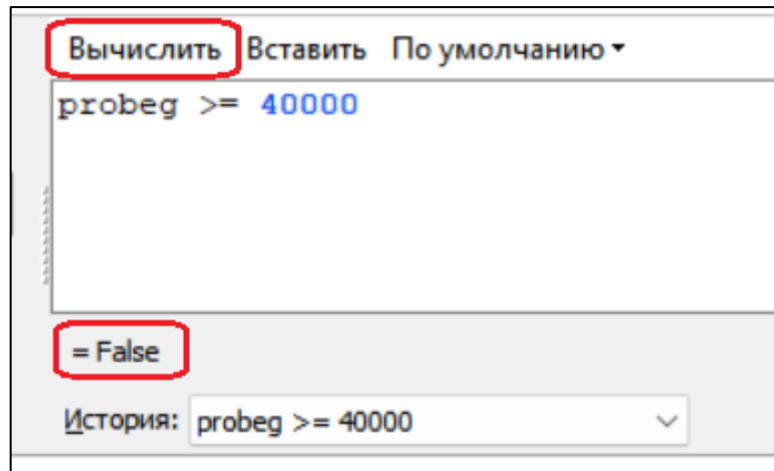 Вычислить Вставить По умолчанию
probeg >= 40000
= False
История: probeg >= 40000